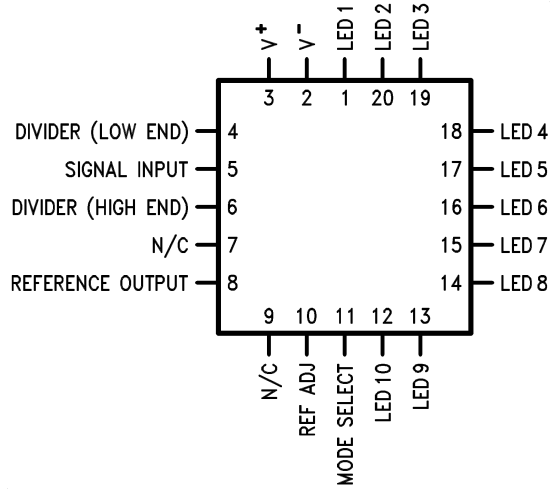 V+
V-
LED 1
LED 2
LED 3
3
2
1
20
19
DIVIDER (LOW END)
4
18
LED 4
SIGNAL INPUT
5
17
LED 5
DIVIDER (HIGH END)
6
16
LED 6
N/C
7
15
LED 7
REFERENCE OUTPUT
8
14
LED 8
9
10
11
12
13
N/C
REF ADJ
MODE SELECT
LED 10
LED 9